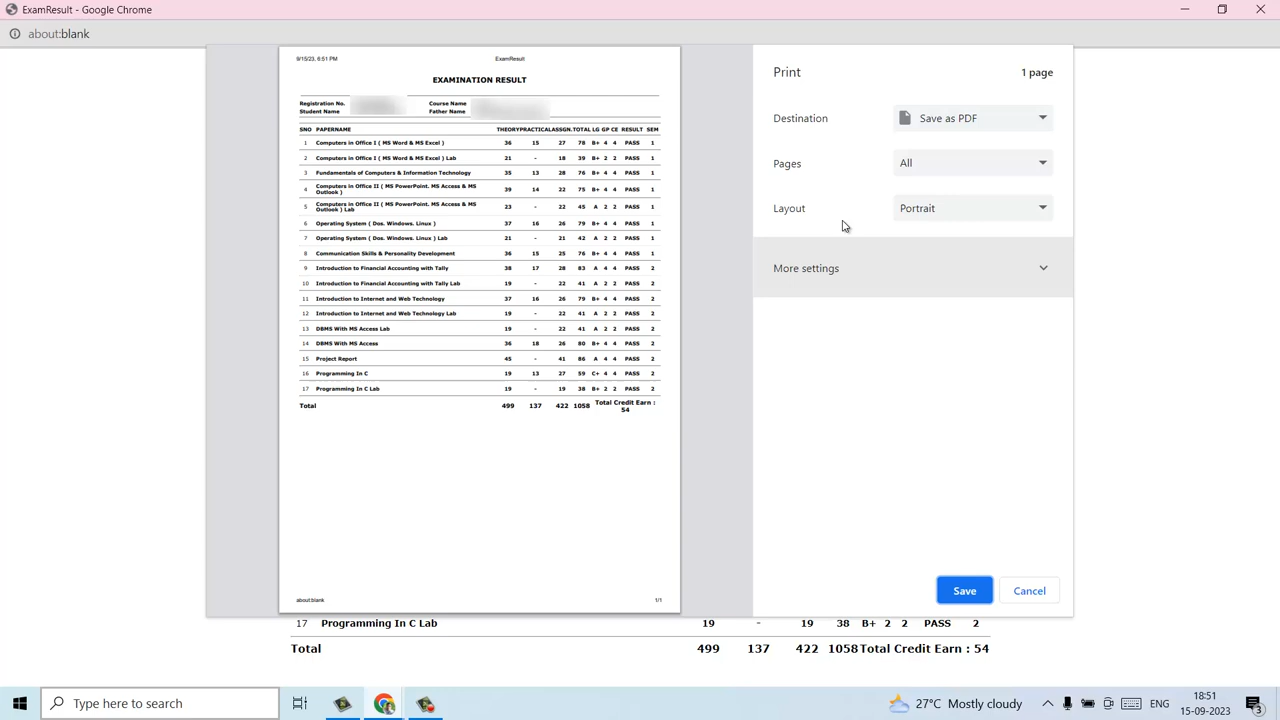 ExamResult - Google Chrome
about:blank
9/15/23, 6:51 PM ExamResult
EXAMINATION RESULT
Registration No. Course Name
Student Name Father Name
SNO PAPERNAME THEORY PRACTICAL ASSGN. TOTAL LG GP CE RESULT SEM
1 Computers in Office I ( MS Word & MS Excel ) 36 15 27 78 B+ 4 4 PASS 1
2 Computers in Office I ( MS Word & MS Excel ) Lab 21 - 18 39 B+ 2 2 PASS 1
3 Fundamentals of Computers & Information Technology 35 13 28 76 B+ 4 4 PASS 1
4 Computers in Office II ( MS PowerPoint. MS Access & MS Outlook ) 39 14 22 75 B+ 4 4 PASS 1
5 Computers in Office II ( MS PowerPoint. MS Access & MS Outlook ) Lab 23 - 22 45 A 2 2 PASS 1
6 Operating System ( Dos. Windows. Linux ) 37 16 26 79 B+ 4 4 PASS 1
7 Operating System ( Dos. Windows. Linux ) Lab 21 - 21 42 A 2 2 PASS 1
8 Communication Skills & Personality Development 36 15 25 76 B+ 4 4 PASS 1
9 Introduction to Financial Accounting with Tally 38 17 28 83 A 4 4 PASS 2
10 Introduction to Financial Accounting with Tally Lab 19 - 22 41 A 2 2 PASS 2
11 Introduction to Internet and Web Technology 37 16 26 79 B+ 4 4 PASS 2
12 Introduction to Internet and Web Technology Lab 19 - 22 41 A 2 2 PASS 2
13 DBMS With MS Access Lab 19 - 22 41 A 2 2 PASS 2
14 DBMS With MS Access 36 18 26 80 B+ 4 4 PASS 2
15 Project Report 45 - 41 86 A 4 4 PASS 2
16 Programming In C 19 13 27 59 C+ 4 4 PASS 2
17 Programming In C Lab 19 - 19 38 B+ 2 2 PASS 2
Total 499 137 422 1058 Total Credit Earn : 54
about:blank 1/1
Print 1 page
Destination Save as PDF
Pages All
Layout Portrait
More settings
Save Cancel
17 Programming In C Lab 19 - 19 38 B+ 2 2 PASS 2
Total 499 137 422 1058 Total Credit Earn : 54
Type here to search
27°C Mostly cloudy
ENG
18:51
15-09-2023
3